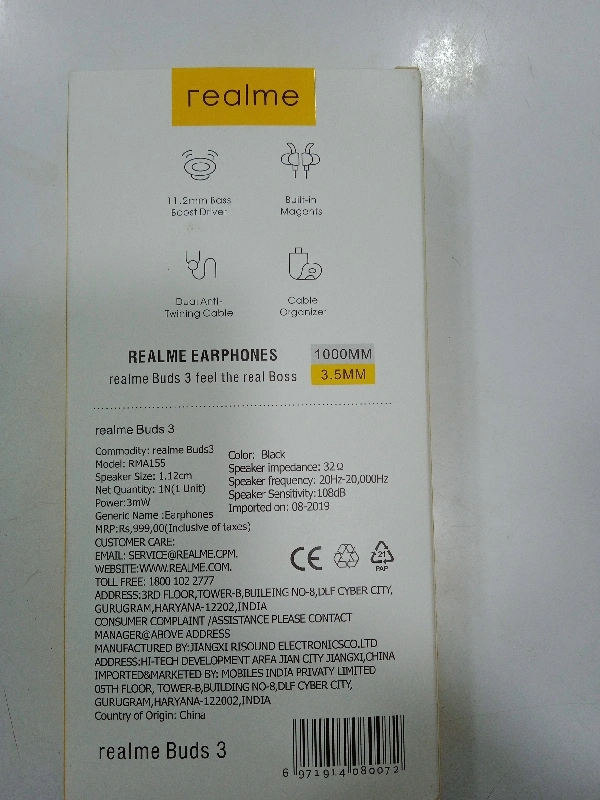 realme
11.2mm Bass
Boost Driver
Built-in
Magents
Dual Anti-
Twining Cable
Cable
Organizer
REALME EARPHONES
1000MM
realme Buds 3 feel the real Boss
3.5MM
realme Buds 3
Commodity: realme Buds3
Model: RMA155
Speaker Size: 1.12cm
Net Quantity: 1N(1 Unit)
Power:3mW
Generic Name :Earphones
MRP:Rs,999,00(Inclusive of taxes)
Color: Black
Speaker impedance: 32Ω
Speaker frequency: 20Hz-20,000Hz
Speaker Sensitivity:108dB
Imported on: 08-2019
CUSTOMER CARE:
EMAIL: SERVICE@REALME.CPM.
WEBSITE:WWW.REALME.COM.
TOLL FREE: 1800 102 2777
CE
21
PAP
ADDRESS:3RD FLOOR,TOWER-B,BUILEING NO-8,DLF CYBER CITY,
GURUGRAM,HARYANA-12202,INDIA
CONSUMER COMPLAINT /ASSISTANCE PLEASE CONTACT
MANAGER@AHOVE ADDRESS
MANUFACTURED BY:JIANGXI RISOUND ELECTRONICSCO.LTD
ADDRESS:HI-TECH DEVELOPMENT AREA JIAN CITY JIANGXI,CHINA
IMPORTED&MARKETED BY: MOBILES INDIA PRIVATY LIMITED
05TH FLOOR, TOWER-B,BUILDING NO-8,DLF CYBER CITY,
GURUGRAM,HARYANA-122002,INDIA
Country of Origin: China
realme Buds 3
6 971914 080072